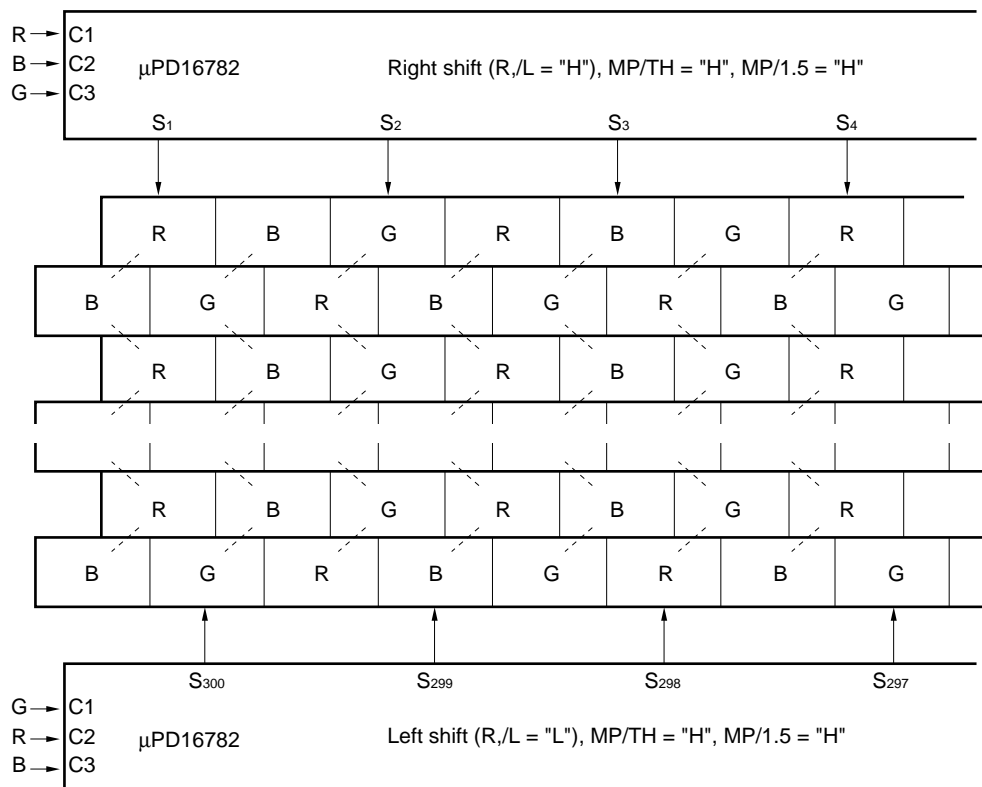 R C1
B C2 μPD16782 Right shift (R,/L = "H"), MP/TH = "H", MP/1.5 = "H"
G C3
S1 S2 S3 S4
R B G R B G R
B G R B G R B G
R B G R B G R
R B G R B G R
B G R B G R B G
S300 S299 S298 S297
G C1
R C2 μPD16782 Left shift (R,/L = "L"), MP/TH = "H", MP/1.5 = "H"
B C3